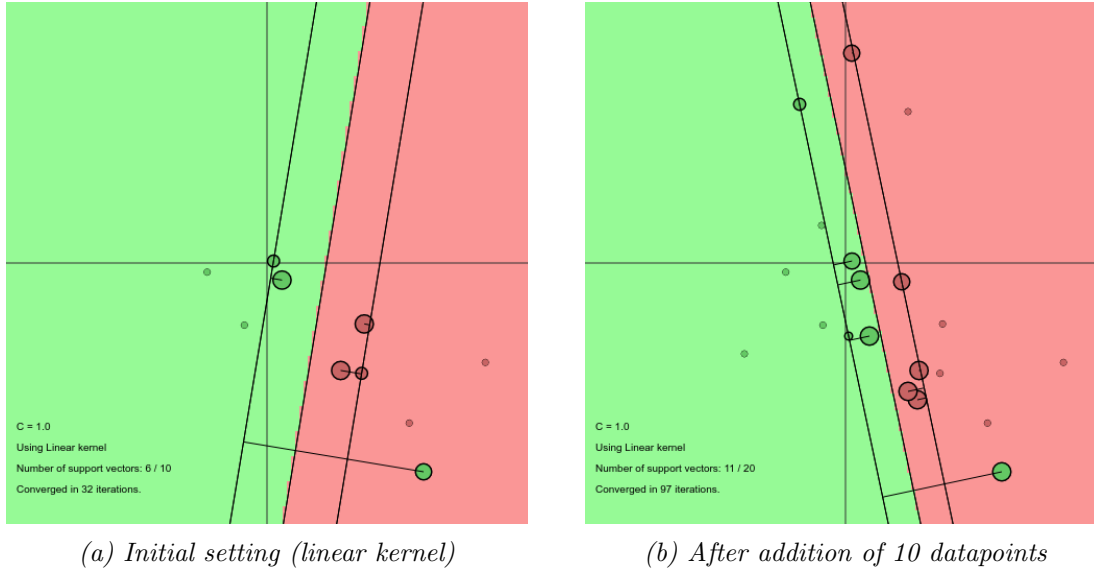 C = 1.0
Using Linear kernel
Number of support vectors: 6 / 10
Converged in 32 iterations.
C = 1.0
Using Linear kernel
Number of support vectors: 11 / 20
Converged in 97 iterations.
(a) Initial setting (linear kernel)
(b) After addition of 10 datapoints